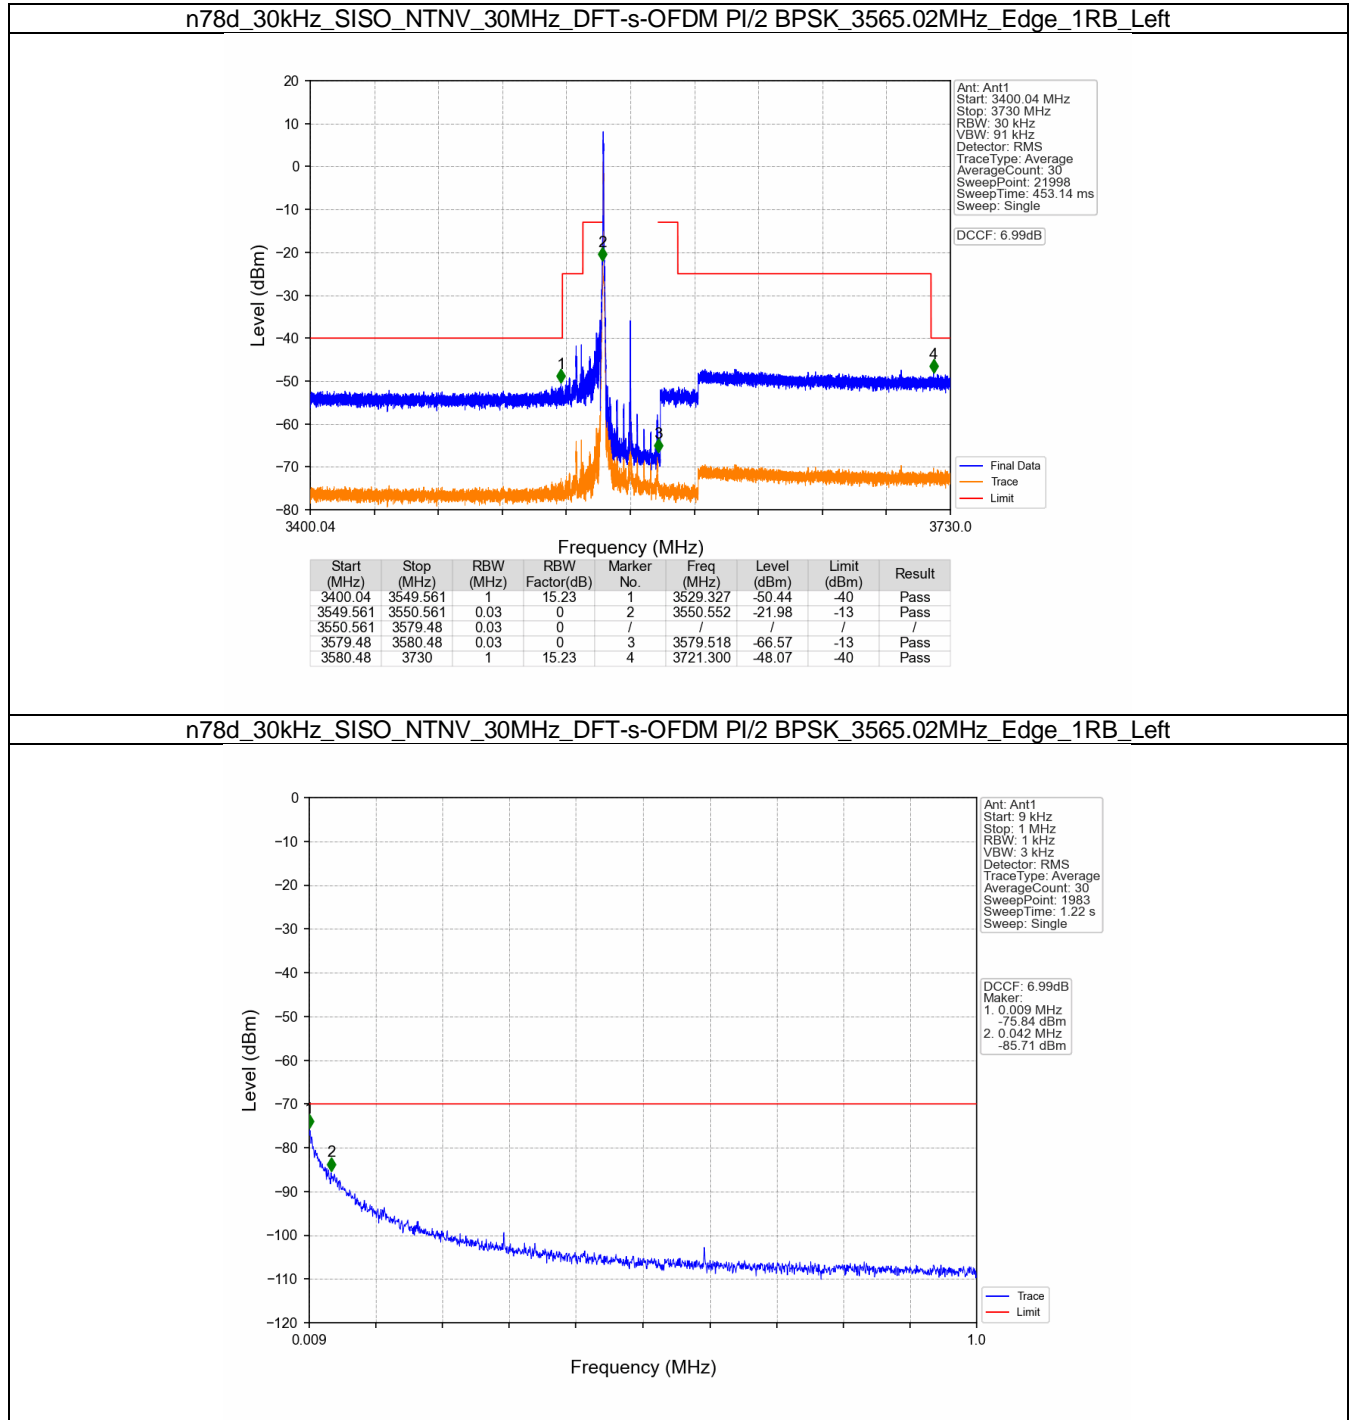 n78d_30kHz_SISO_NTNV_30MHz_DFT-s-OFDM PI/2 BPSK_3565.02MHz_Edge_1RB_Left
20
10
0
−10
−20
−30
−40
−50
−60
−70
−80
Level (dBm)
1
2
3
4
3400.04
3730.0
Frequency (MHz)
Ant: Ant1
Start: 3400.04 MHz
Stop: 3730 MHz
RBW: 30 kHz
VBW: 91 kHz
Detector: RMS
TraceType: Average
AverageCount: 30
SweepPoint: 21998
SweepTime: 453.14 ms
Sweep: Single
DCCF: 6.99dB
Final Data
Trace
Limit
Start (MHz) Stop (MHz) RBW (MHz) RBW Factor(dB) Marker No. Freq (MHz) Level (dBm) Limit (dBm) Result
3400.04 3549.561 1 15.23 1 3529.327 -50.44 -40 Pass
3549.561 3550.561 0.03 0 2 3550.552 -21.98 -13 Pass
3550.561 3579.48 0.03 0 / / / / /
3579.48 3580.48 0.03 0 3 3579.518 -66.57 -13 Pass
3580.48 3730 1 15.23 4 3721.300 -48.07 -40 Pass
n78d_30kHz_SISO_NTNV_30MHz_DFT-s-OFDM PI/2 BPSK_3565.02MHz_Edge_1RB_Left
0
−10
−20
−30
−40
−50
−60
−70
−80
−90
−100
−110
−120
Level (dBm)
2
0.009
1.0
Frequency (MHz)
Ant: Ant1
Start: 9 kHz
Stop: 1 MHz
RBW: 1 kHz
VBW: 3 kHz
Detector: RMS
TraceType: Average
AverageCount: 30
SweepPoint: 1983
SweepTime: 1.22 s
Sweep: Single
DCCF: 6.99dB
Maker:
1. 0.009 MHz
-75.84 dBm
2. 0.042 MHz
-85.71 dBm
Trace
Limit